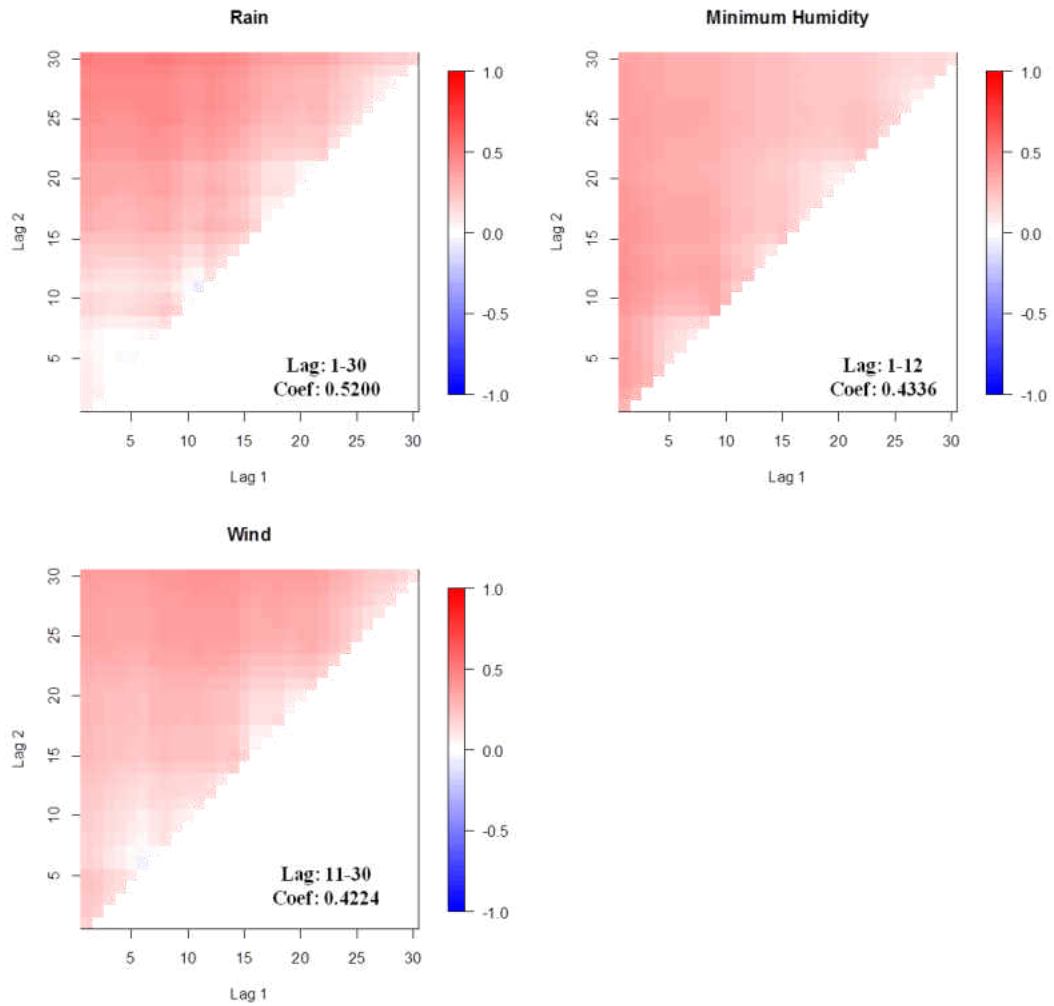 Rain
1.0
0.5
0.0
-0.5
-1.0
30
25
20
15
10
5
Lag 2
5 10 15 20 25 30
Lag 1
Lag: 1-30
Coef: 0.5200
Minimum Humidity
1.0
0.5
0.0
-0.5
-1.0
30
25
20
15
10
5
Lag 2
5 10 15 20 25 30
Lag 1
Lag: 1-12
Coef: 0.4336
Wind
1.0
0.5
0.0
-0.5
-1.0
30
25
20
15
10
5
Lag 2
5 10 15 20 25 30
Lag 1
Lag: 11-30
Coef: 0.4224